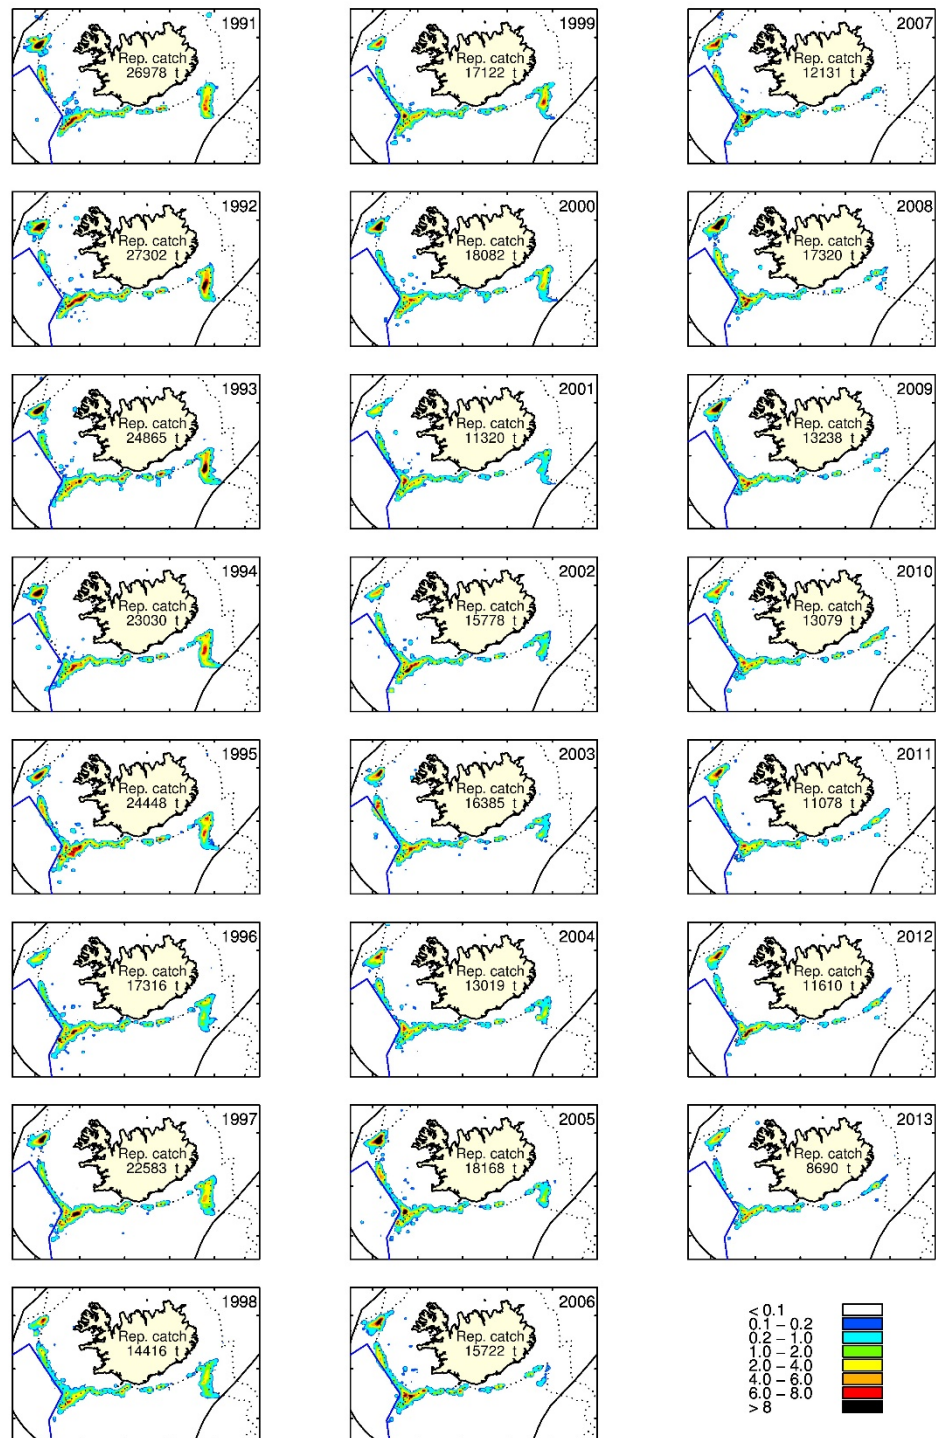 1991
Rep. catch
26978 t
1992
Rep. catch
27302 t
1993
Rep. catch
24865 t
1994
Rep. catch
23030 t
1995
Rep. catch
24448 t
1996
Rep. catch
17316 t
1997
Rep. catch
22583 t
1998
Rep. catch
14416 t
1999
Rep. catch
17122 t
2000
Rep. catch
18082 t
2001
Rep. catch
11320 t
2002
Rep. catch
15778 t
2003
Rep. catch
16385 t
2004
Rep. catch
13019 t
2005
Rep. catch
18168 t
2006
Rep. catch
15722 t
2007
Rep. catch
12131 t
2008
Rep. catch
17320 t
2009
Rep. catch
13238 t
2010
Rep. catch
13079 t
2011
Rep. catch
11078 t
2012
Rep. catch
11610 t
2013
Rep. catch
8690 t
< 0.1
0.1 – 0.2
0.2 – 1.0
1.0 – 2.0
2.0 – 4.0
4.0 – 6.0
6.0 – 8.0
> 8